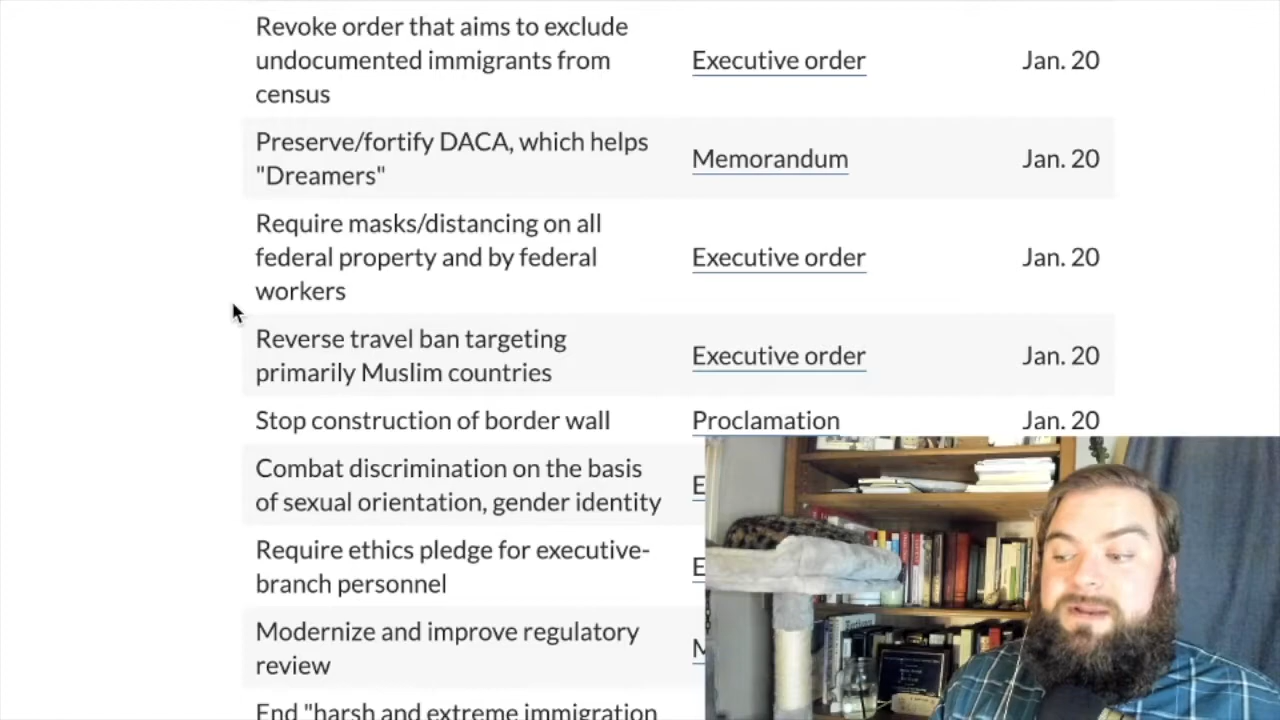 Revoke order that aims to exclude
undocumented immigrants from
census
Executive order
Jan. 20
Preserve/fortify DACA, which helps
"Dreamers"
Memorandum
Jan. 20
Require masks/distancing on all
federal property and by federal
workers
Executive order
Jan. 20
Reverse travel ban targeting
primarily Muslim countries
Executive order
Jan. 20
Stop construction of border wall
Proclamation
Jan. 20
Combat discrimination on the basis
of sexual orientation, gender identity
E
Require ethics pledge for executive-
branch personnel
E
Modernize and improve regulatory
review
M
End "harsh and extreme immigration